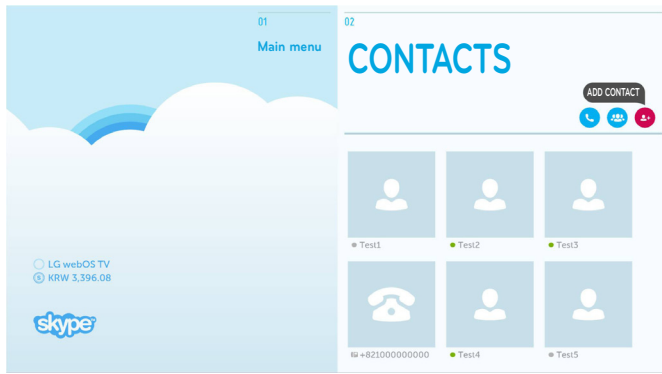 01
Main menu
LG webOS TV
KRW 3,396.08
skype
02
CONTACTS
ADD CONTACT
Test1
Test2
Test3
+821000000000
Test4
Test5